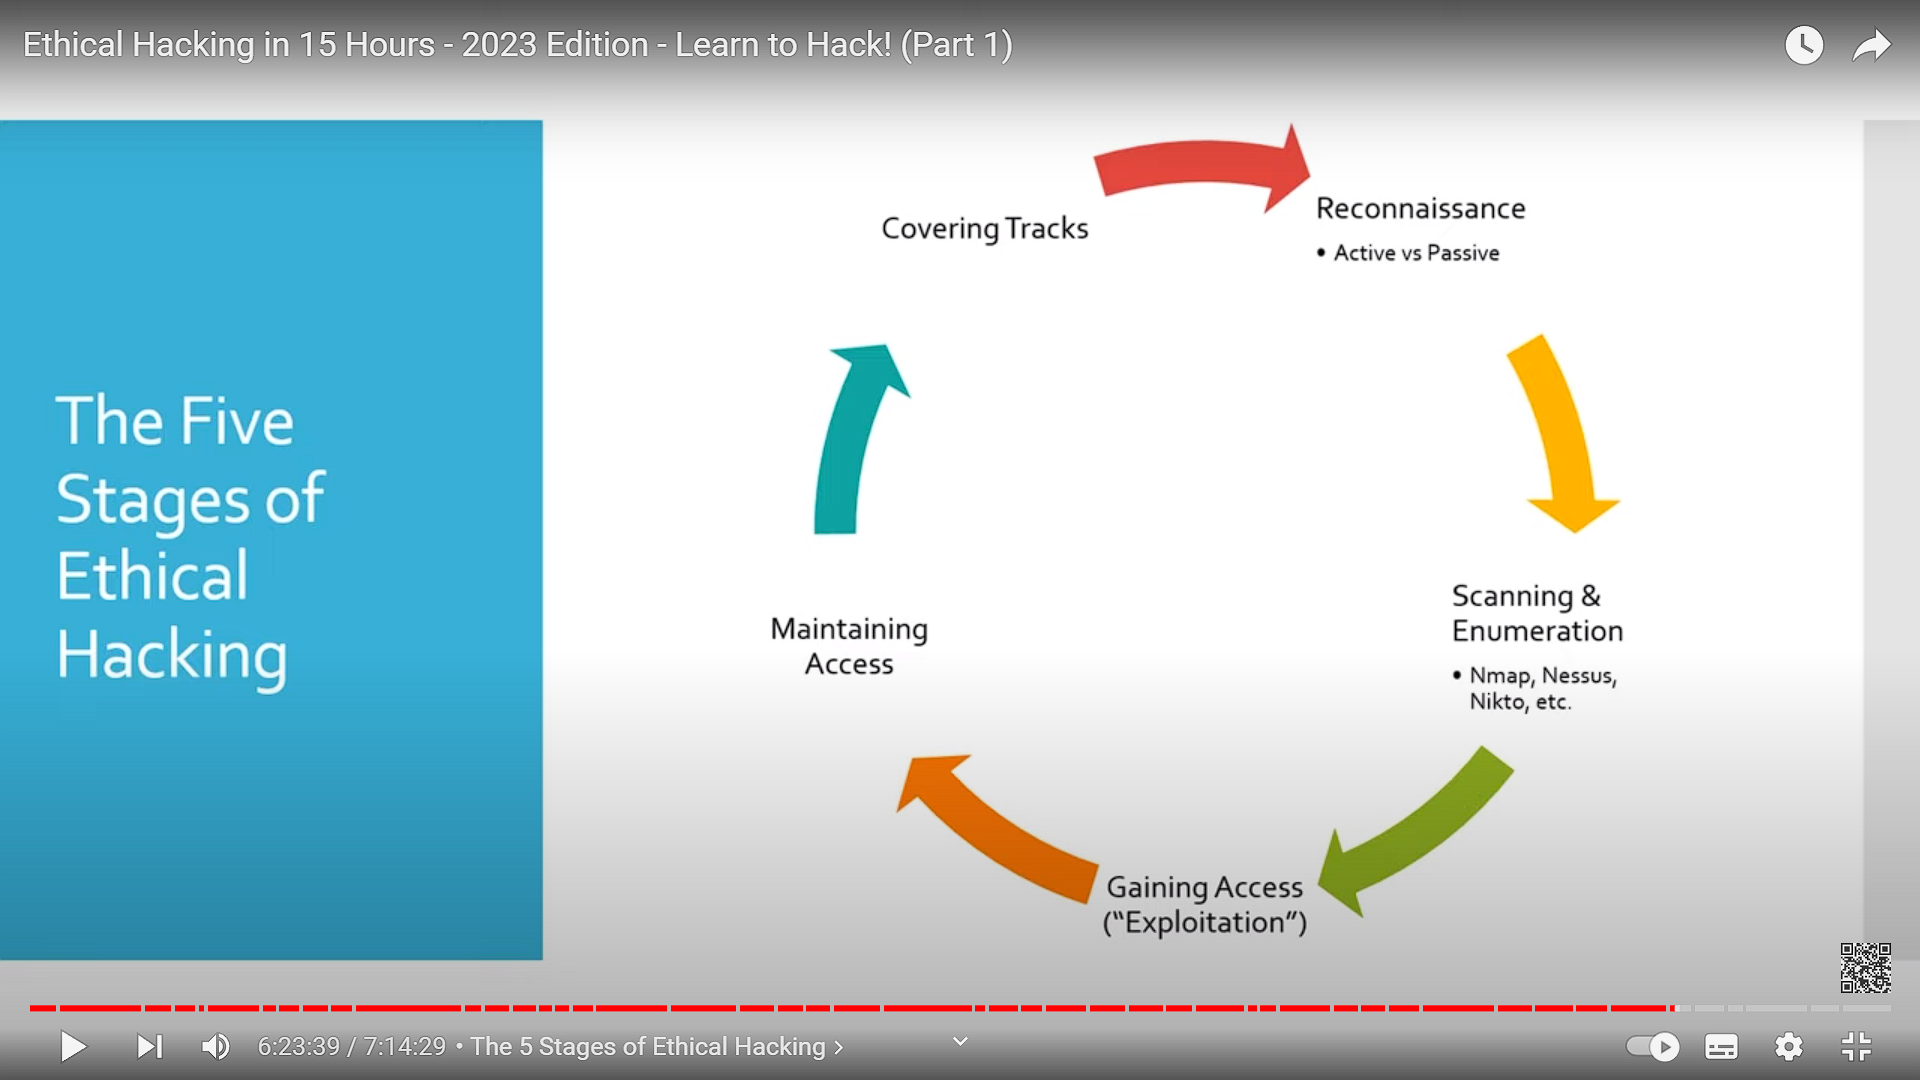 Ethical Hacking in 15 Hours - 2023 Edition - Learn to Hack! (Part 1)
The Five
Stages of
Ethical
Hacking
Covering Tracks
Reconnaissance
• Active vs Passive
Scanning &
Enumeration
• Nmap, Nessus,
Nikto, etc.
Gaining Access
(“Exploitation”)
Maintaining
Access
6:23:39 / 7:14:29 • The 5 Stages of Ethical Hacking ›